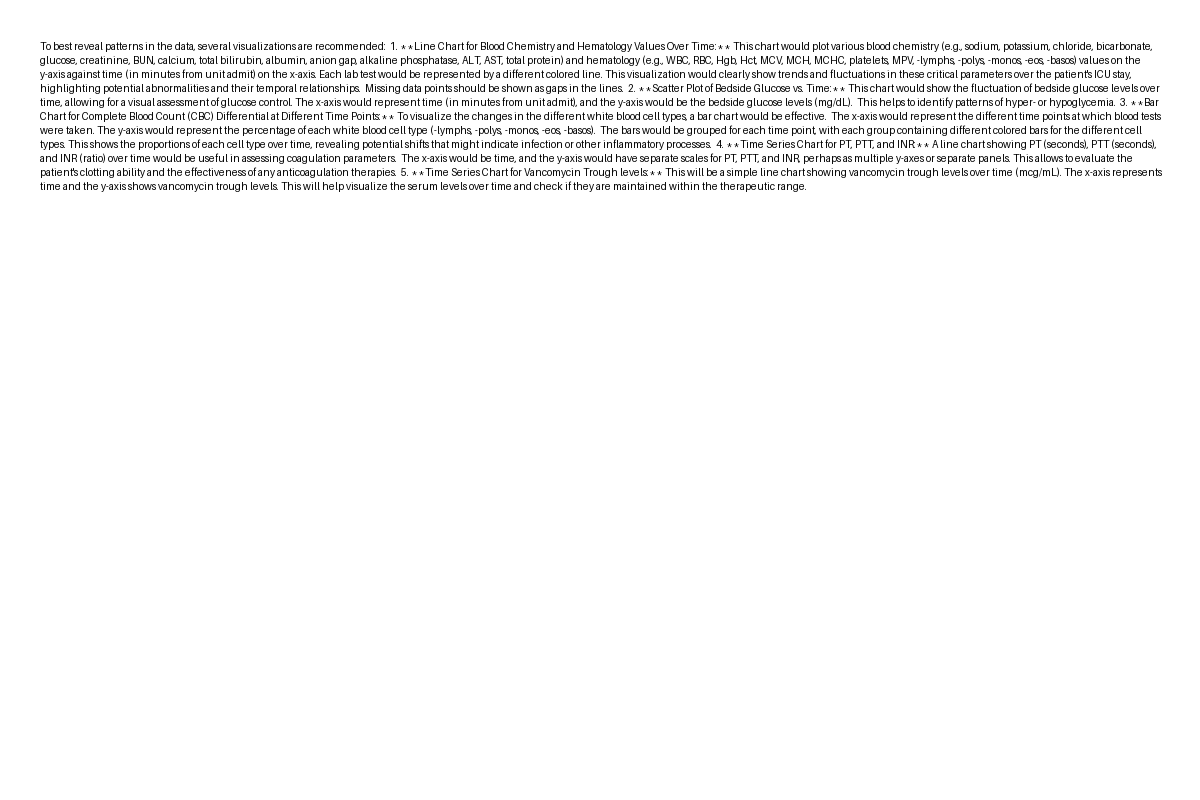 To best reveal patterns in the data, several visualizations are recommended:  1. **Line Chart for Blood Chemistry and Hematology Values Over Time:** This chart would plot various blood chemistry (e.g., sodium, potassium, chloride, bicarbonate,
glucose, creatinine, BUN, calcium, total bilirubin, albumin, anion gap, alkaline phosphatase, ALT, AST, total protein) and hematology (e.g., WBC, RBC, Hgb, Hct, MCV, MCH, MCHC, platelets, MPV, -lymphs, -polys, -monos, -eos, -basos) values on the
y-axis against time (in minutes from unit admit) on the x-axis. Each lab test would be represented by a different colored line. This visualization would clearly show trends and fluctuations in these critical parameters over the patient's ICU stay,
highlighting potential abnormalities and their temporal relationships.  Missing data points should be shown as gaps in the lines.  2. **Scatter Plot of Bedside Glucose vs. Time:** This chart would show the fluctuation of bedside glucose levels over
time, allowing for a visual assessment of glucose control. The x-axis would represent time (in minutes from unit admit), and the y-axis would be the bedside glucose levels (mg/dL).  This helps to identify patterns of hyper- or hypoglycemia.  3. **Bar
Chart for Complete Blood Count (CBC) Differential at Different Time Points:** To visualize the changes in the different white blood cell types, a bar chart would be effective.  The x-axis would represent the different time points at which blood tests
were taken. The y-axis would represent the percentage of each white blood cell type (-lymphs, -polys, -monos, -eos, -basos).  The bars would be grouped for each time point, with each group containing different colored bars for the different cell
types. This shows the proportions of each cell type over time, revealing potential shifts that might indicate infection or other inflammatory processes.  4. **Time Series Chart for PT, PTT, and INR:** A line chart showing PT (seconds), PTT (seconds),
and INR (ratio) over time would be useful in assessing coagulation parameters.  The x-axis would be time, and the y-axis would have separate scales for PT, PTT, and INR, perhaps as multiple y-axes or separate panels. This allows to evaluate the
patient's clotting ability and the effectiveness of any anticoagulation therapies.  5. **Time Series Chart for Vancomycin Trough levels:** This will be a simple line chart showing vancomycin trough levels over time (mcg/mL). The x-axis represents
time and the y-axis shows vancomycin trough levels. This will help visualize the serum levels over time and check if they are maintained within the therapeutic range.